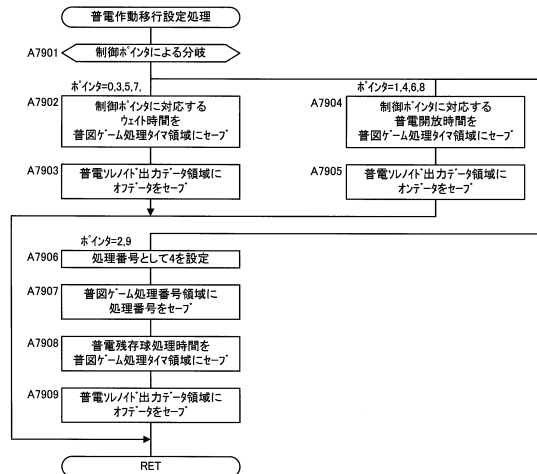 普電作動移行設定処理
A7901
制御ポインタによる分岐
ポインタ=0,3,5,7,
A7902
制御ポインタに対応する
ウェイト時間を
普図ゲーム処理タイマ領域にセーブ
A7903
普電ソレノイド出力データ領域に
オフデータをセーブ
ポインタ=1,4,6,8
A7904
制御ポインタに対応する
普電開放時間を
普図ゲーム処理タイマ領域にセーブ
A7905
普電ソレノイド出力データ領域に
オンデータをセーブ
ポインタ=2,9
A7906
処理番号として4を設定
A7907
普図ゲーム処理番号領域に
処理番号をセーブ
A7908
普電残存球処理時間を
普図ゲーム処理タイマ領域にセーブ
A7909
普電ソレノイド出力データ領域に
オフデータをセーブ
RET